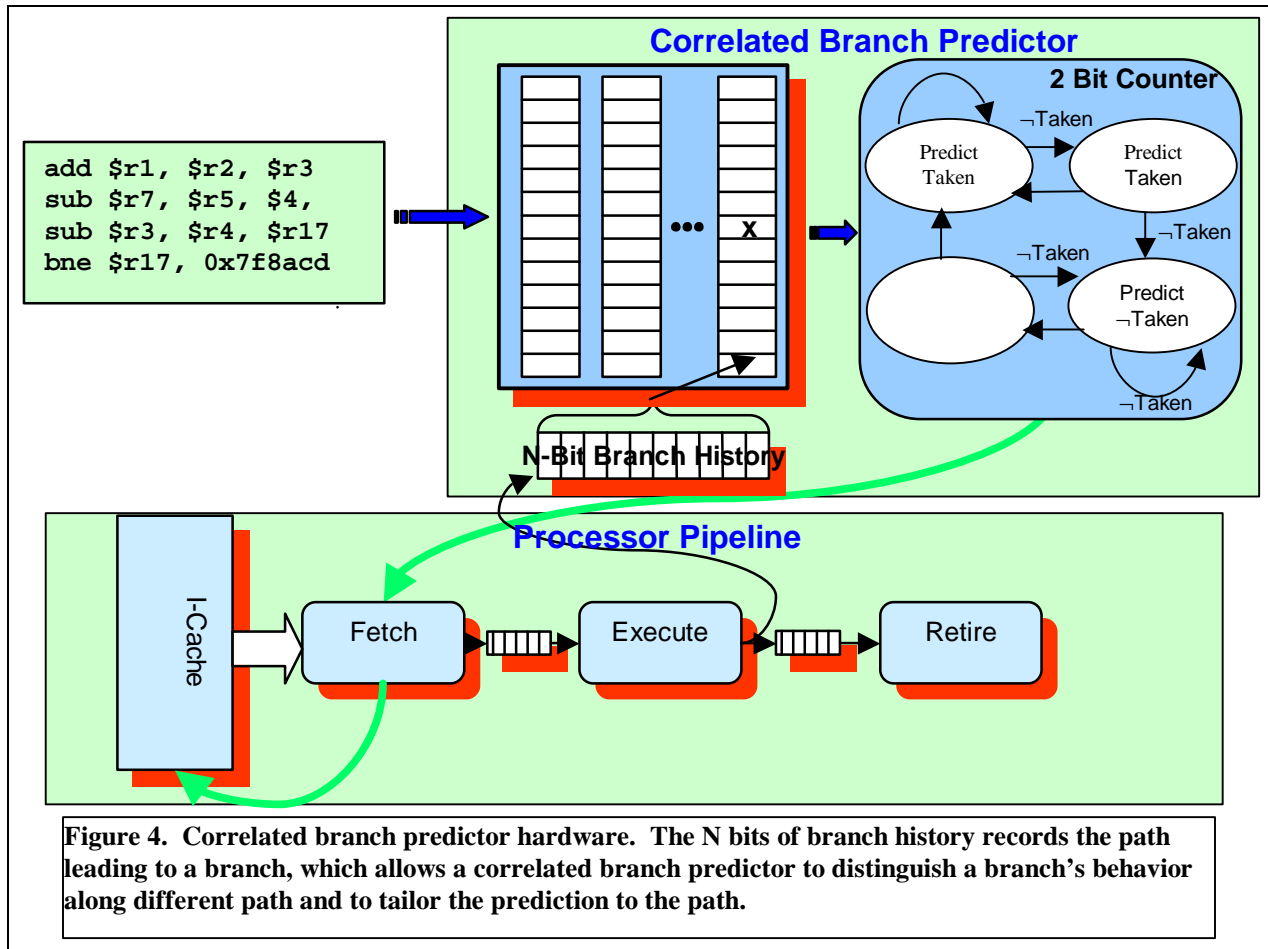 Correlated Branch Predictor
2 Bit Counter
add $r1, $r2, $r3
sub $r7, $r5, $4,
sub $r3, $r4, $r17
bne $r17, 0x7f8acd
.
•••
x
Predict
Taken
¬Taken
Predict
Taken
¬Taken
¬Taken
Predict
¬Taken
¬Taken
N-Bit Branch History
Processor Pipeline
I-Cache
Fetch
Execute
Retire
Figure 4. Correlated branch predictor hardware. The N bits of branch history records the path
leading to a branch, which allows a correlated branch predictor to distinguish a branch's behavior
along different path and to tailor the prediction to the path.